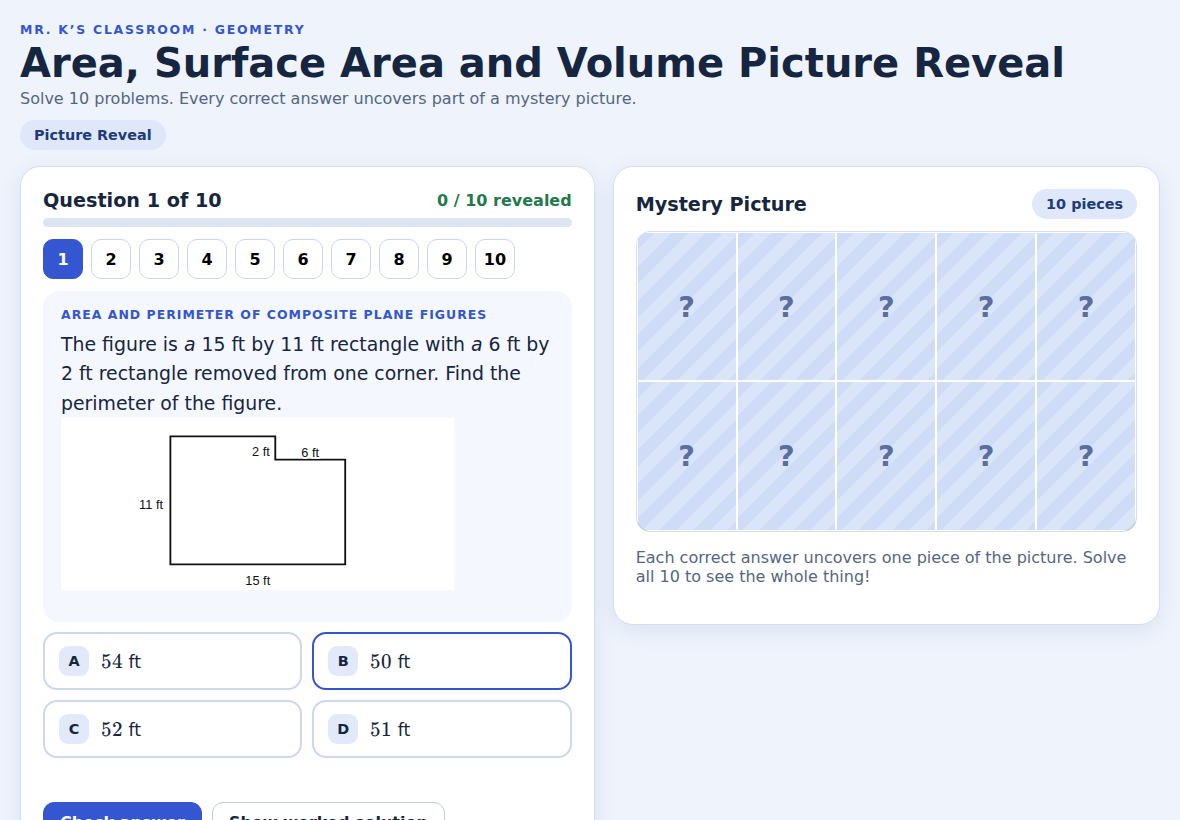 MR. K’S CLASSROOM · GEOMETRY
Area, Surface Area and Volume Picture Reveal
Solve 10 problems. Every correct answer uncovers part of a mystery picture.
Picture Reveal
Question 1 of 10
0 / 10 revealed
1 2 3 4 5 6 7 8 9 10
AREA AND PERIMETER OF COMPOSITE PLANE FIGURES
The figure is a 15 ft by 11 ft rectangle with a 6 ft by
2 ft rectangle removed from one corner. Find the
perimeter of the figure.
2 ft
6 ft
11 ft
15 ft
A 54 ft
B 50 ft
C 52 ft
D 51 ft
Check answer
Show worked solution
Mystery Picture
10 pieces
? ? ? ? ?
? ? ? ? ?
Each correct answer uncovers one piece of the picture. Solve
all 10 to see the whole thing!